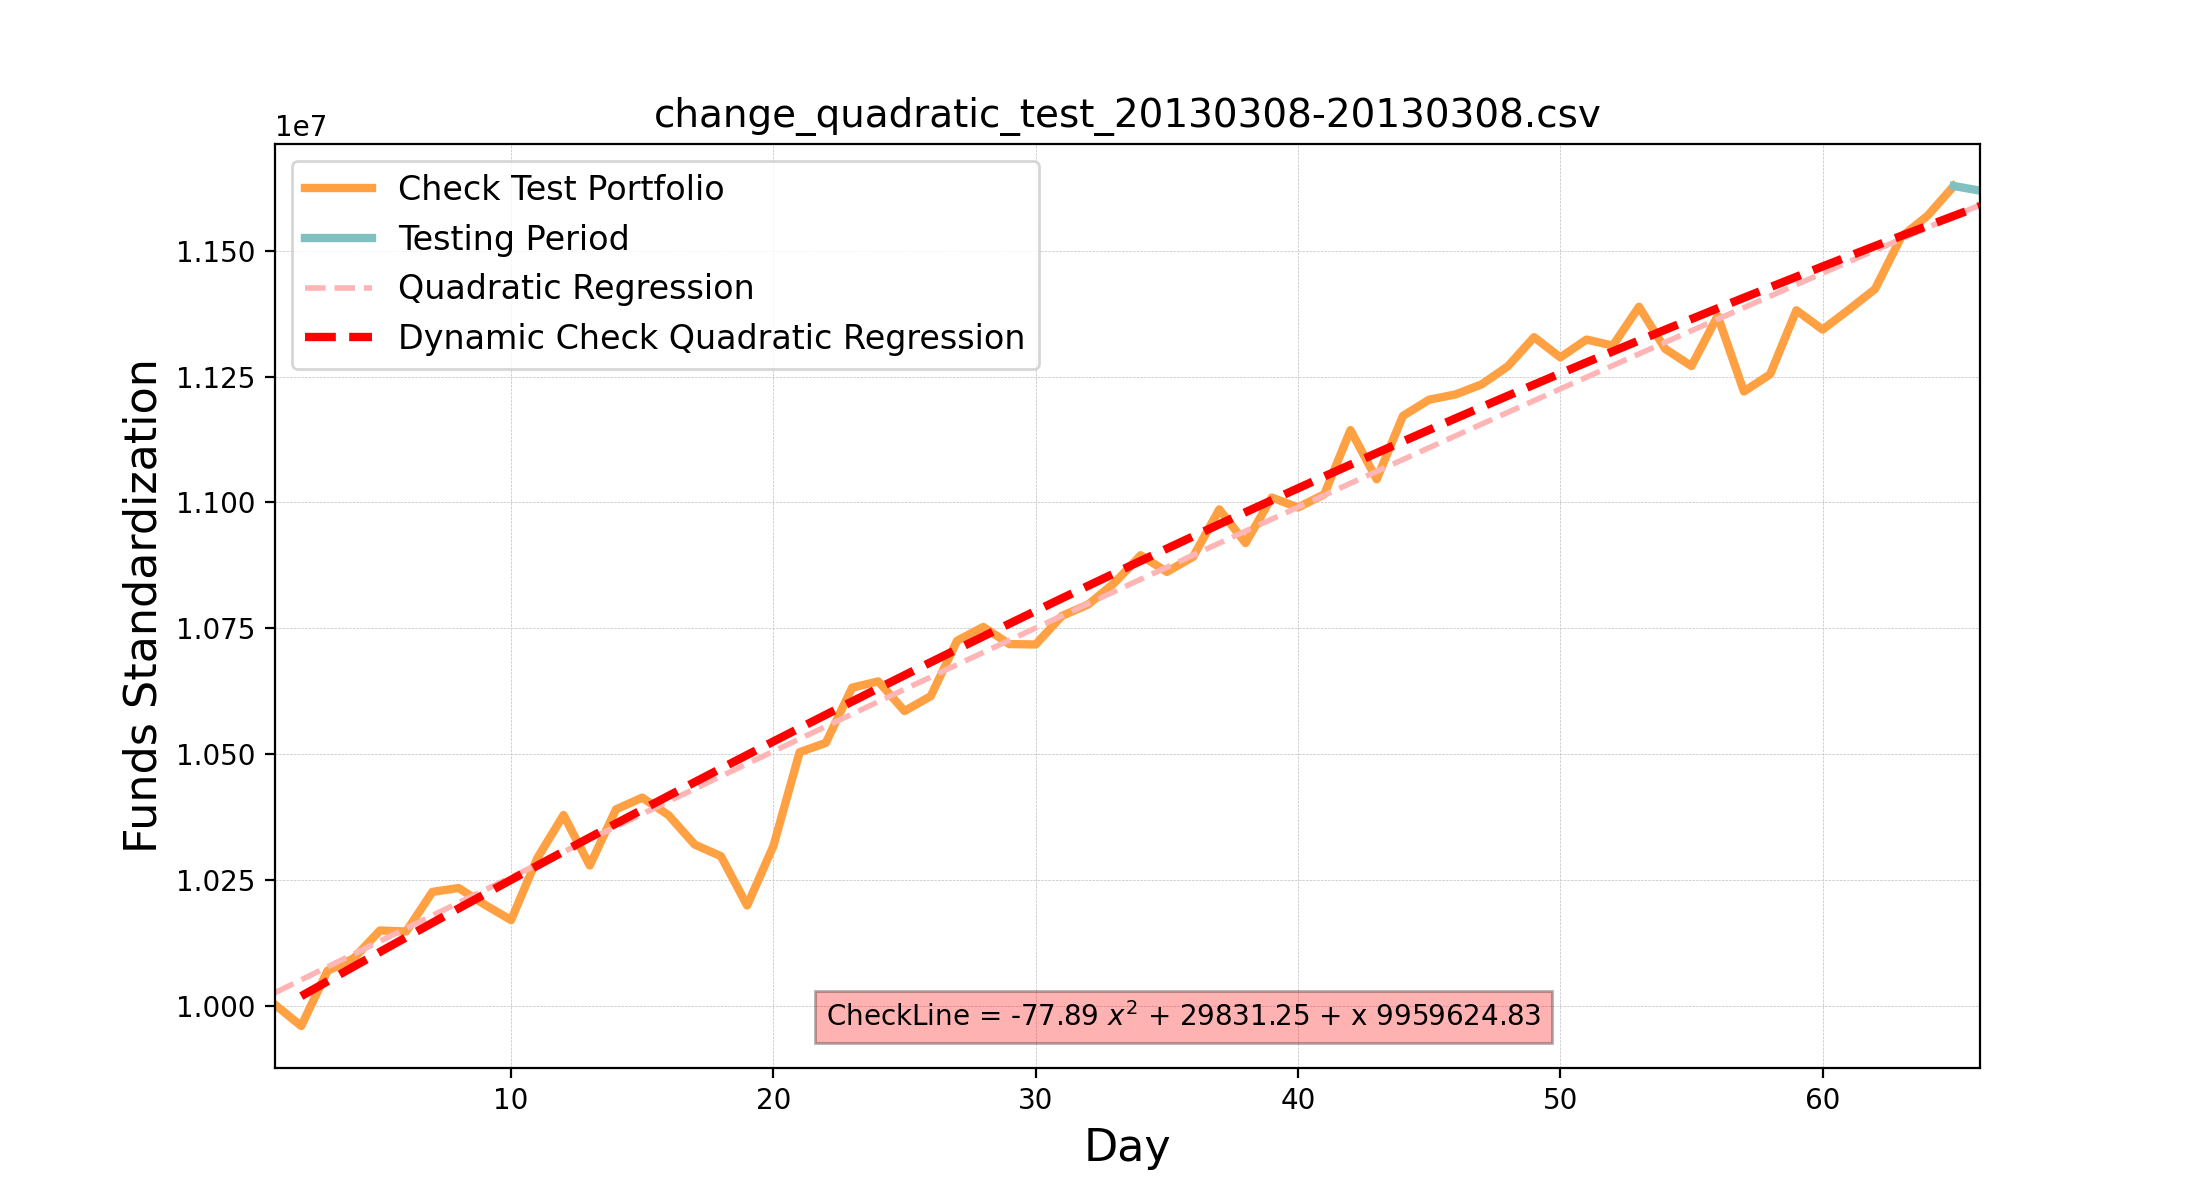 change_quadratic_test_20130308-20130308.csv
1e7
Check Test Portfolio
Testing Period
Quadratic Regression
Dynamic Check Quadratic Regression
1.150
1.125
1.100
1.075
1.050
1.025
1.000
Funds Standardization
CheckLine = -77.89 x² + 29831.25 + x 9959624.83
10 20 30 40 50 60
Day